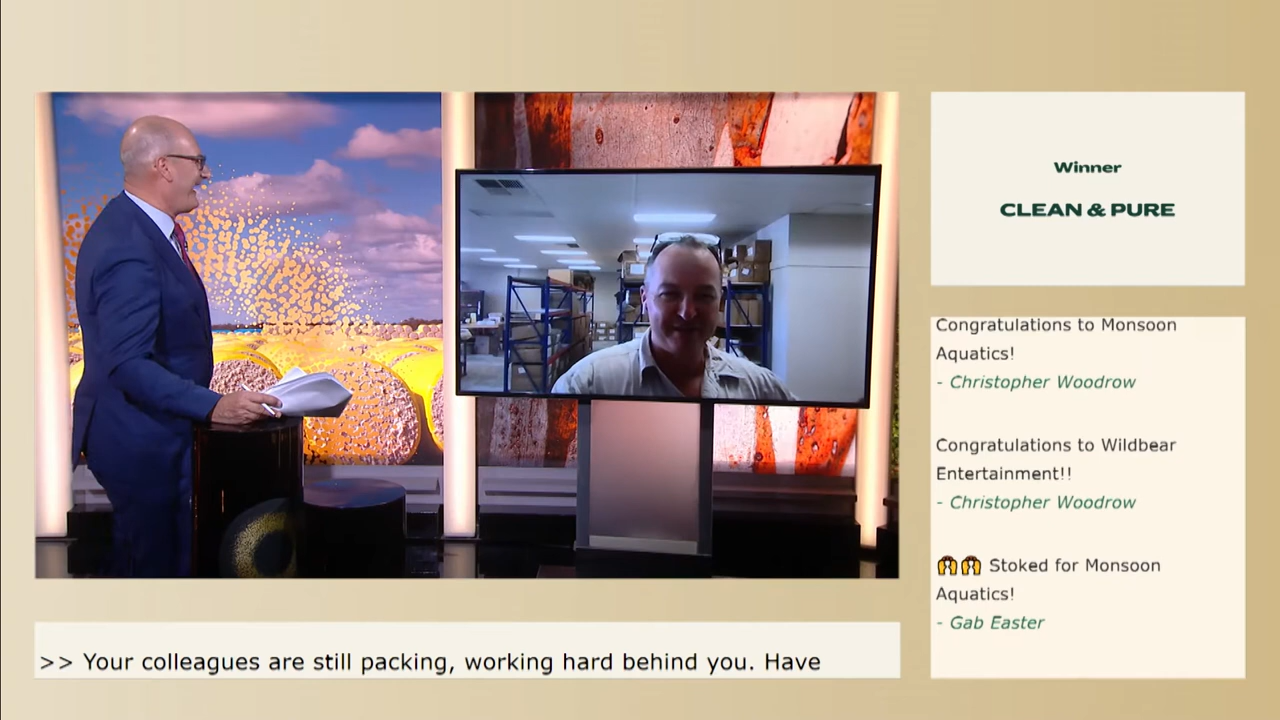 Winner
CLEAN & PURE
Congratulations to Monsoon
Aquatics!
- Christopher Woodrow
Congratulations to Wildbear
Entertainment!!
- Christopher Woodrow
🙌🙌 Stoked for Monsoon
Aquatics!
- Gab Easter
>> Your colleagues are still packing, working hard behind you. Have